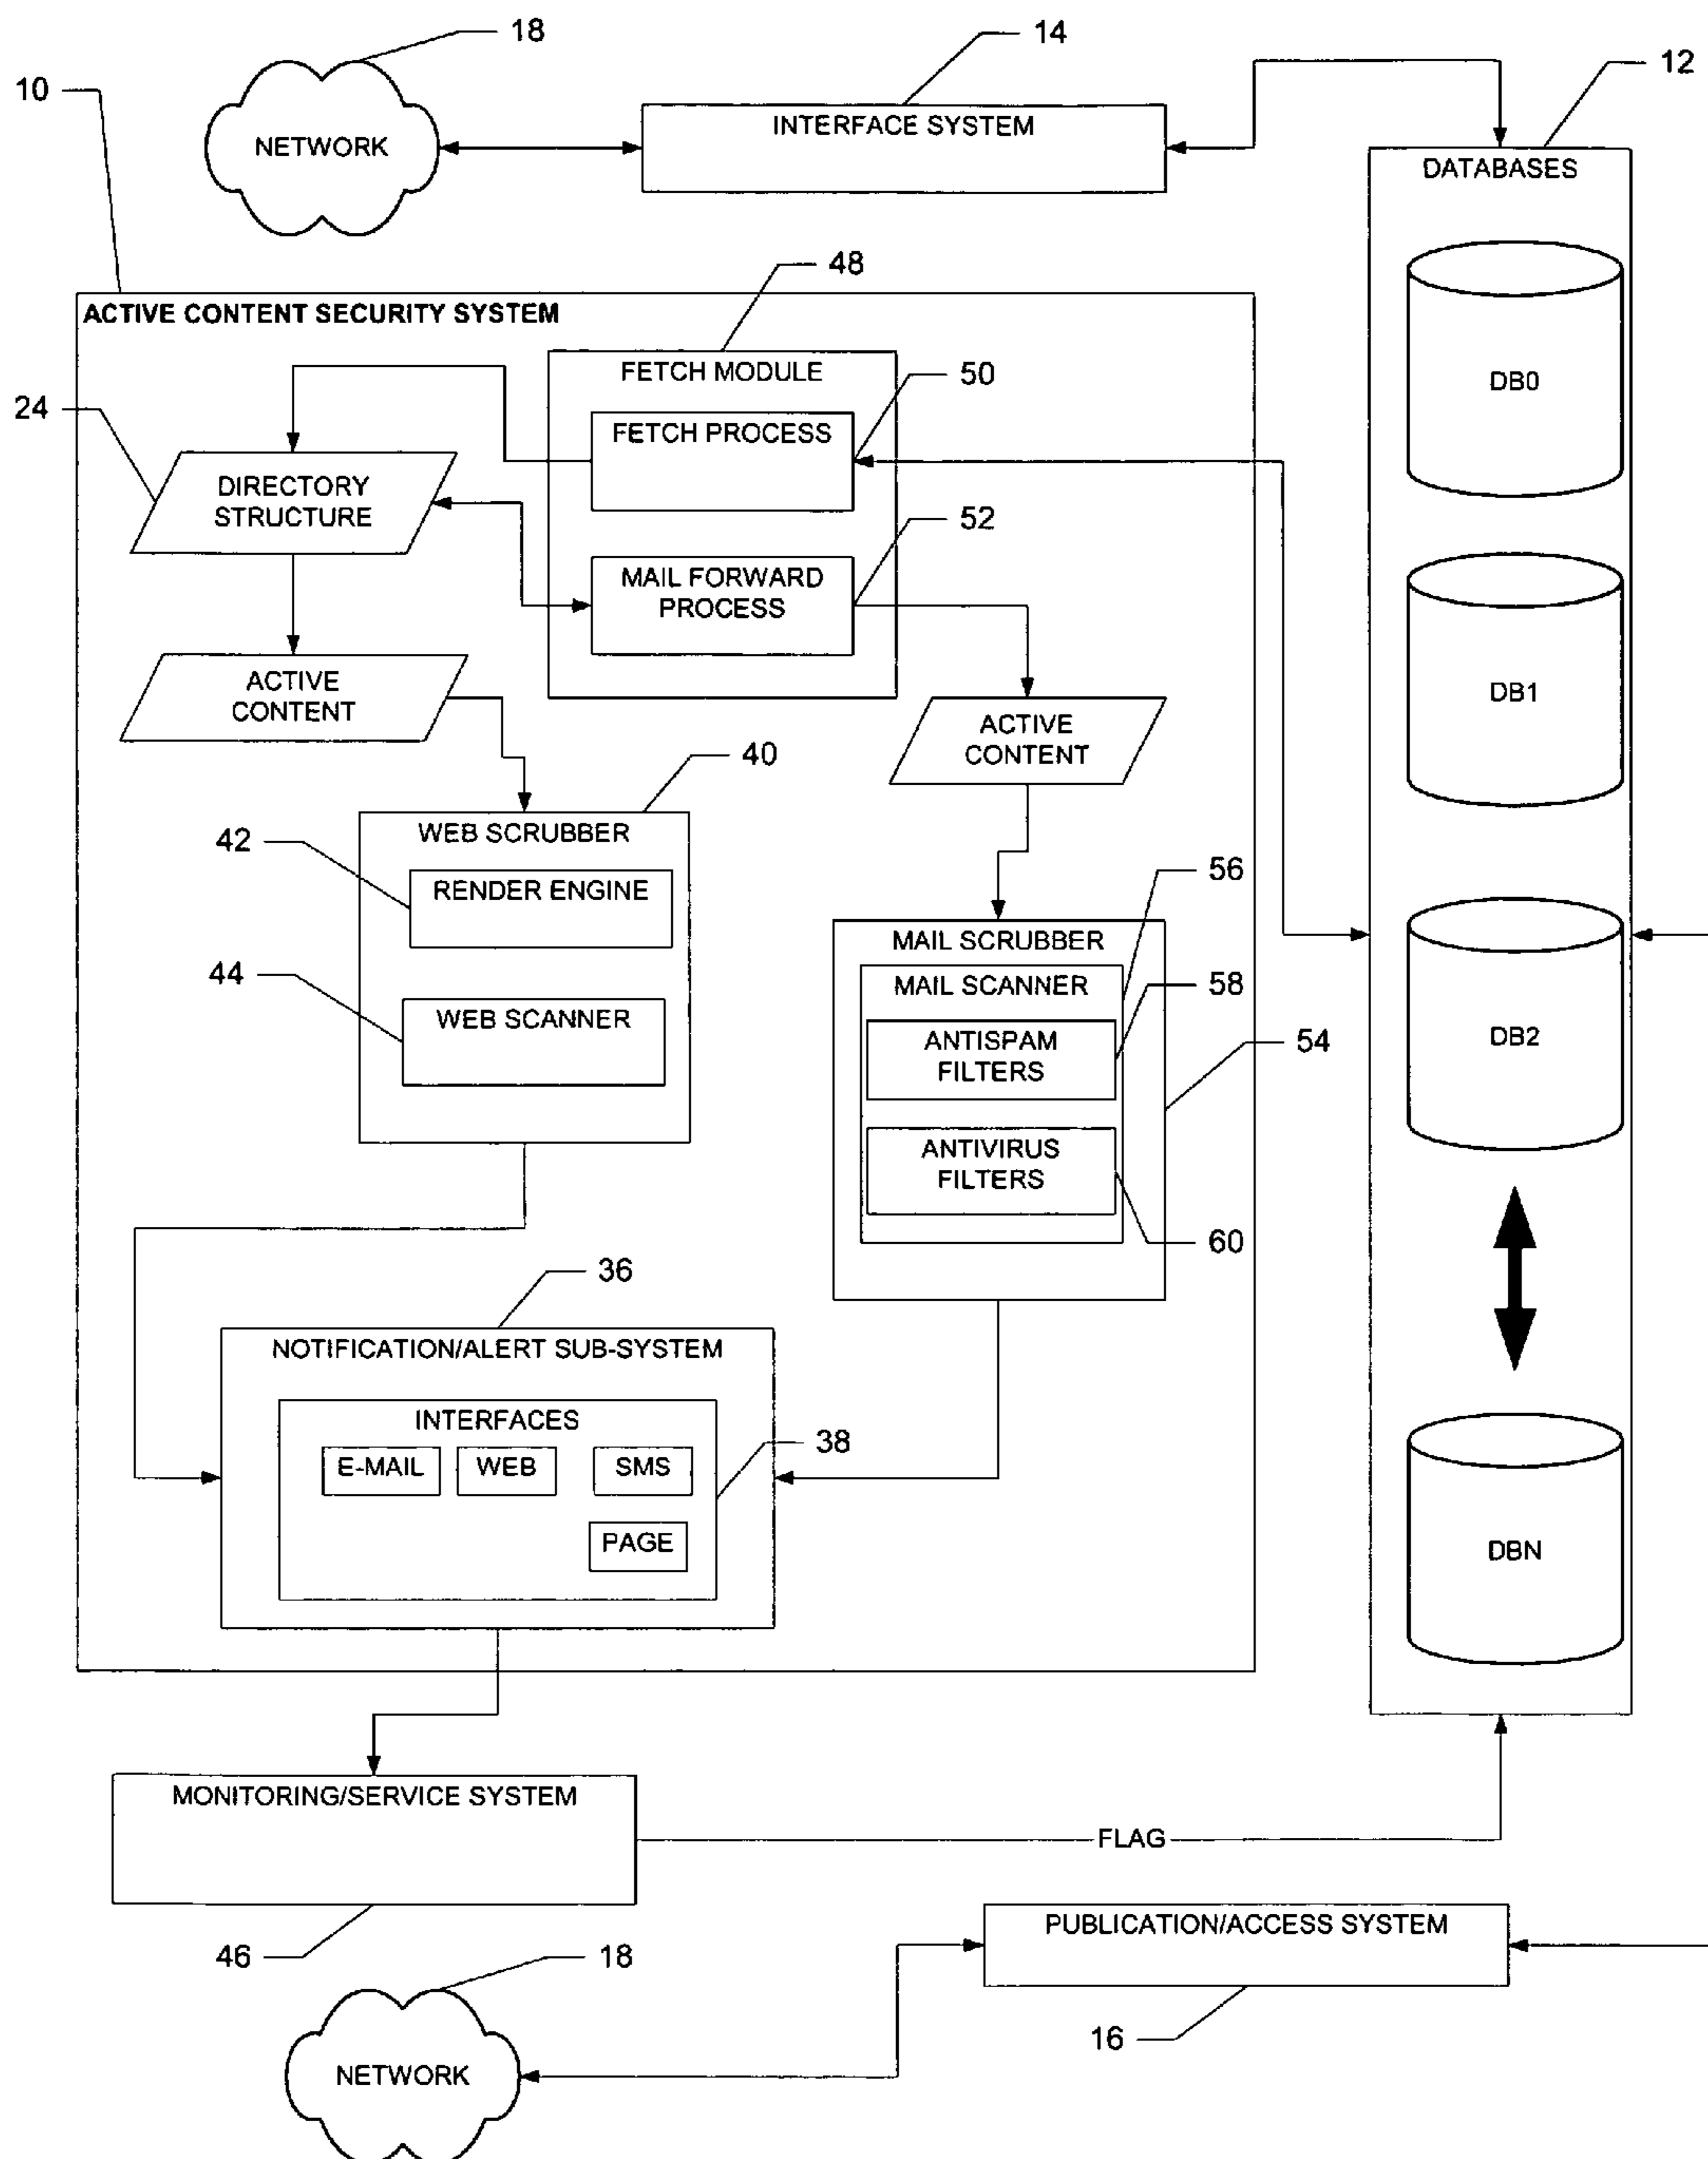 18
14
12
10
NETWORK
INTERFACE SYSTEM
DATABASES
48
ACTIVE CONTENT SECURITY SYSTEM
FETCH MODULE
50
DB0
24
FETCH PROCESS
DIRECTORY
STRUCTURE
52
MAIL FORWARD
PROCESS
ACTIVE
CONTENT
DB1
ACTIVE
CONTENT
40
WEB SCRUBBER
42
RENDER ENGINE
56
MAIL SCRUBBER
44
MAIL SCANNER
58
WEB SCANNER
ANTISPAM
FILTERS
54
DB2
ANTIVIRUS
FILTERS
60
36
NOTIFICATION/ALERT SUB-SYSTEM
INTERFACES
38
E-MAIL
WEB
SMS
PAGE
DBN
MONITORING/SERVICE SYSTEM
FLAG
46
PUBLICATION/ACCESS SYSTEM
18
16
NETWORK